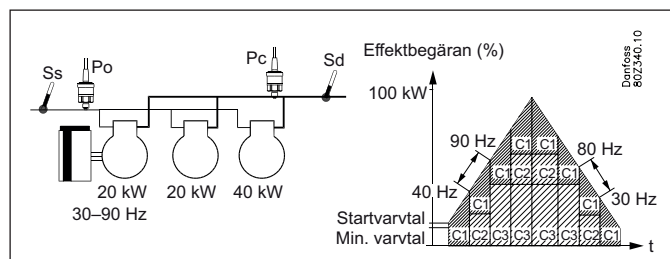 Ss
Po
Pc
Sd
20 kW
20 kW
40 kW
30–90 Hz
Effektbegäran (%)
100 kW
90 Hz
80 Hz
40 Hz
30 Hz
Startvarvtal
Min. varvtal
C1 C1
C1 C2 C2 C1
C1 C1
C1 C2 C3 C3 C3 C2 C1
t
Danfoss
80Z340.10